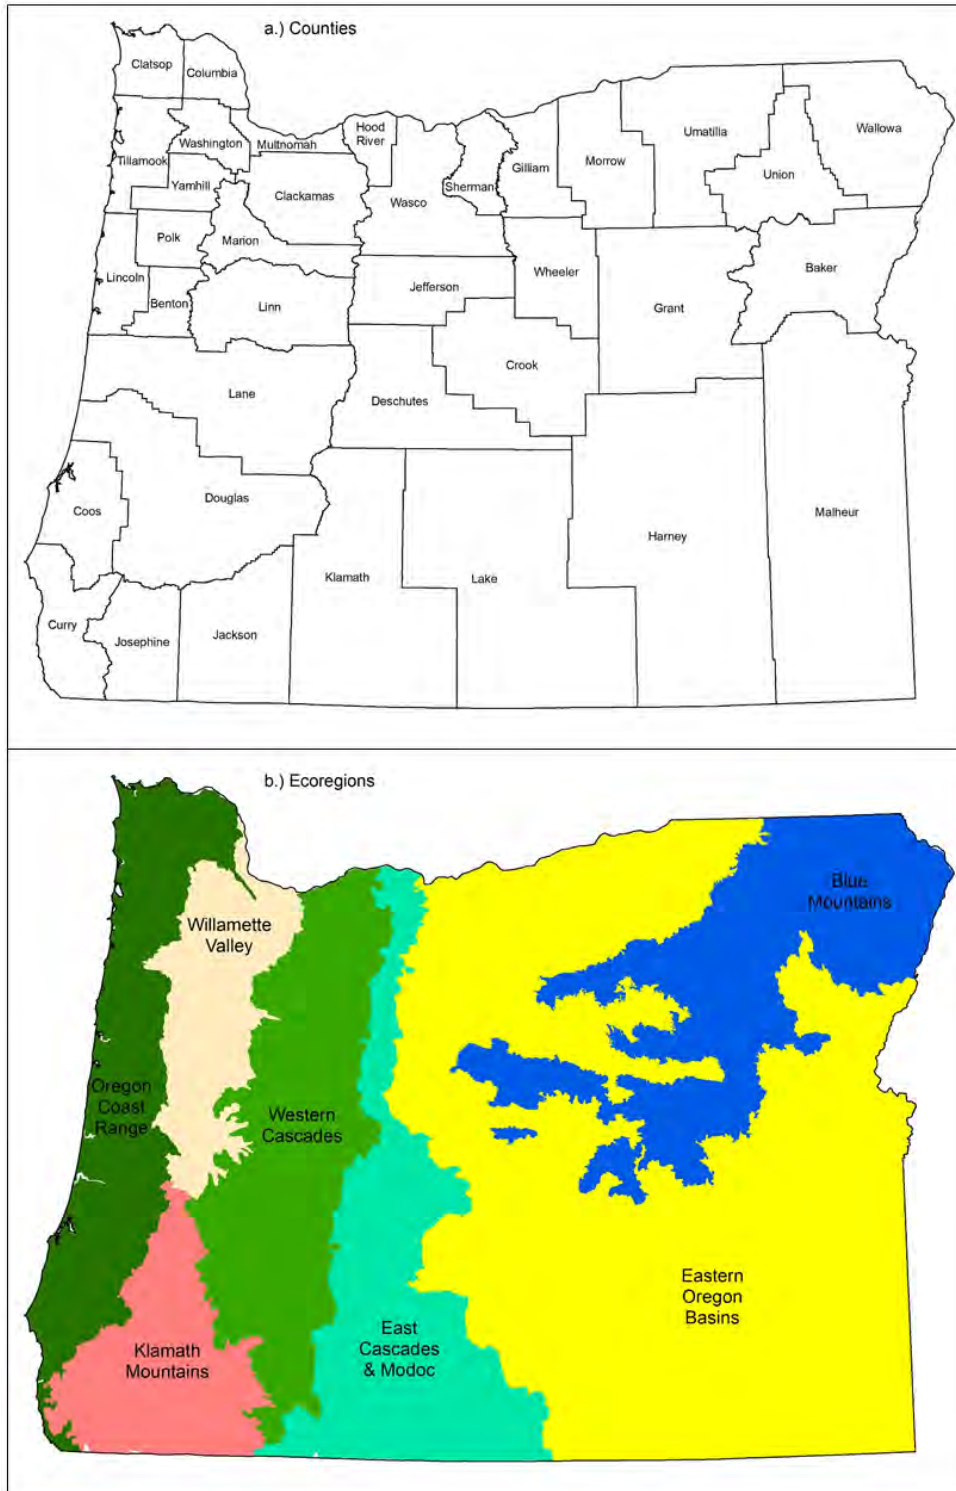 a.) Counties
Clatsop
Columbia
Hood
River
Washington
Multnomah
Tillamook
Yamhill
Clackamas
Wasco
Sherman
Gilliam
Morrow
Umatilla
Union
Wallowa
Polk
Marion
Lincoln
Benton
Linn
Jefferson
Wheeler
Grant
Baker
Lane
Deschutes
Crook
Coos
Douglas
Klamath
Lake
Harney
Malheur
Curry
Josephine
Jackson
b.) Ecoregions
Willamette
Valley
Blue
Mountains
Oregon
Coast
Range
Western
Cascades
Eastern
Oregon
Basins
Klamath
Mountains
East
Cascades
& Modoc